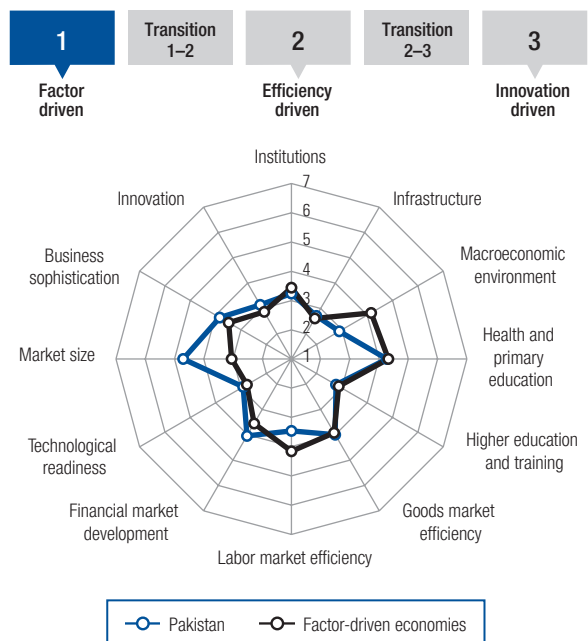 1
Transition
1–2
2
Transition
2–3
3
Factor
driven
Efficiency
driven
Innovation
driven
Institutions
7
6
5
4
3
2
1
Infrastructure
Macroeconomic
environment
Health and
primary
education
Higher education
and training
Goods market
efficiency
Labor market efficiency
Financial market
development
Technological
readiness
Market size
Business
sophistication
Innovation
Pakistan
Factor-driven economies